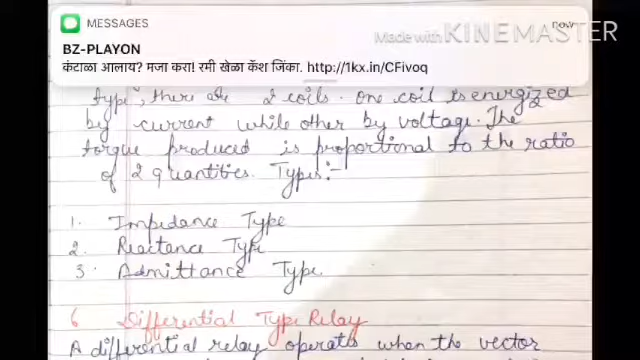 MESSAGES
now
Made with KINEMASTER
BZ-PLAYON
कंटाळा आलाय? मजा करा! रमी खेळा कॅश जिंका. http://1kx.in/CFivoq
type", there are 2 coils. One coil is energized
by current while other by voltage. The
torque produced is proportional to the ratio
of 2 quantities. Types:-
1. Impedance Type
2. Reactance Type
3. Admittance Type.
6 Differential Type Relay
A differential relay operates when the vector